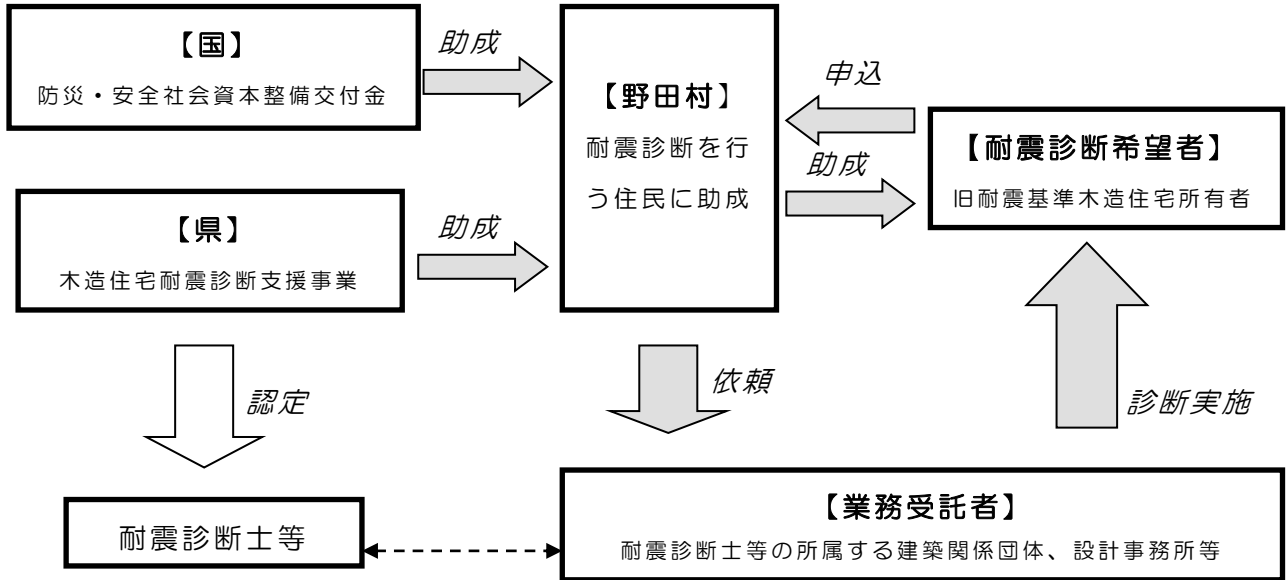 【国】
防災・安全社会資本整備交付金
助成
【県】
木造住宅耐震診断支援事業
助成
【野田村】
耐震診断を行
う住民に助成
申込
助成
【耐震診断希望者】
旧耐震基準木造住宅所有者
認定
依頼
診断実施
耐震診断士等
【業務受託者】
耐震診断士等の所属する建築関係団体、設計事務所等